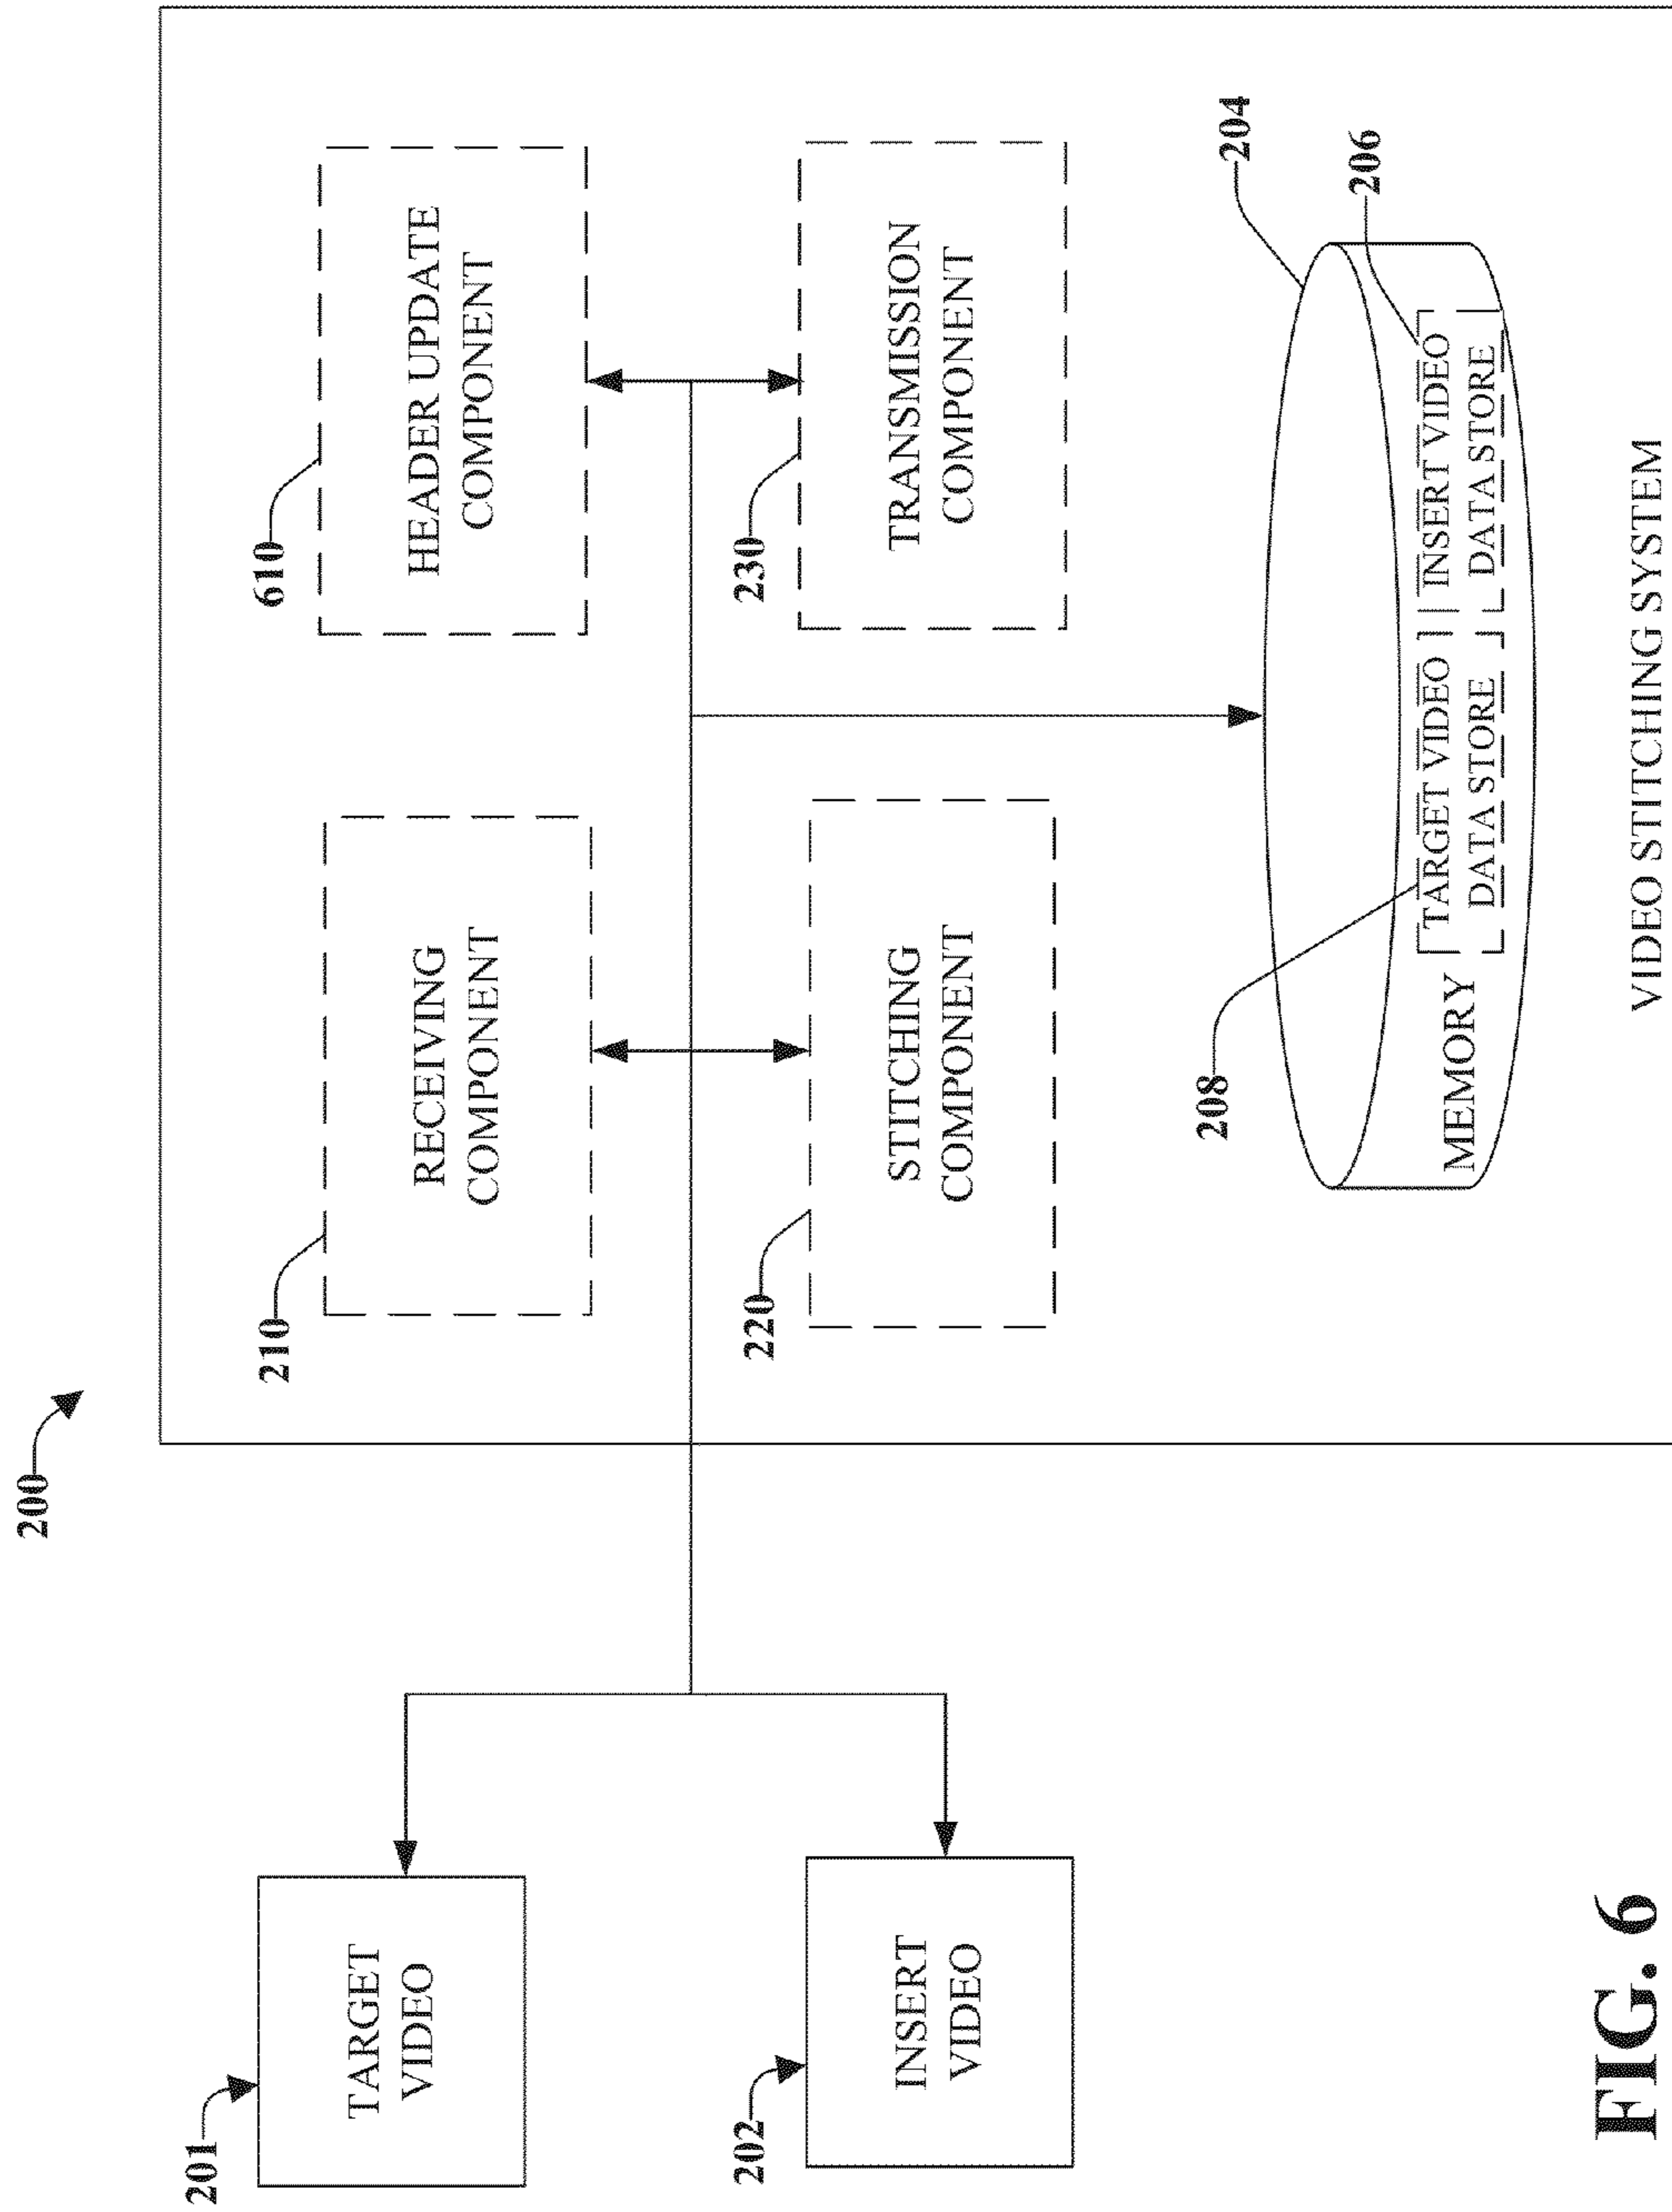 200
201
TARGET
VIDEO
202
INSERT
VIDEO
210
RECEIVING
COMPONENT
610
HEADER UPDATE
COMPONENT
220
STITCHING
COMPONENT
230
TRANSMISSION
COMPONENT
208
204
206
MEMORY
TARGET VIDEO
DATA STORE
INSERT VIDEO
DATA STORE
VIDEO STITCHING SYSTEM
FIG. 6